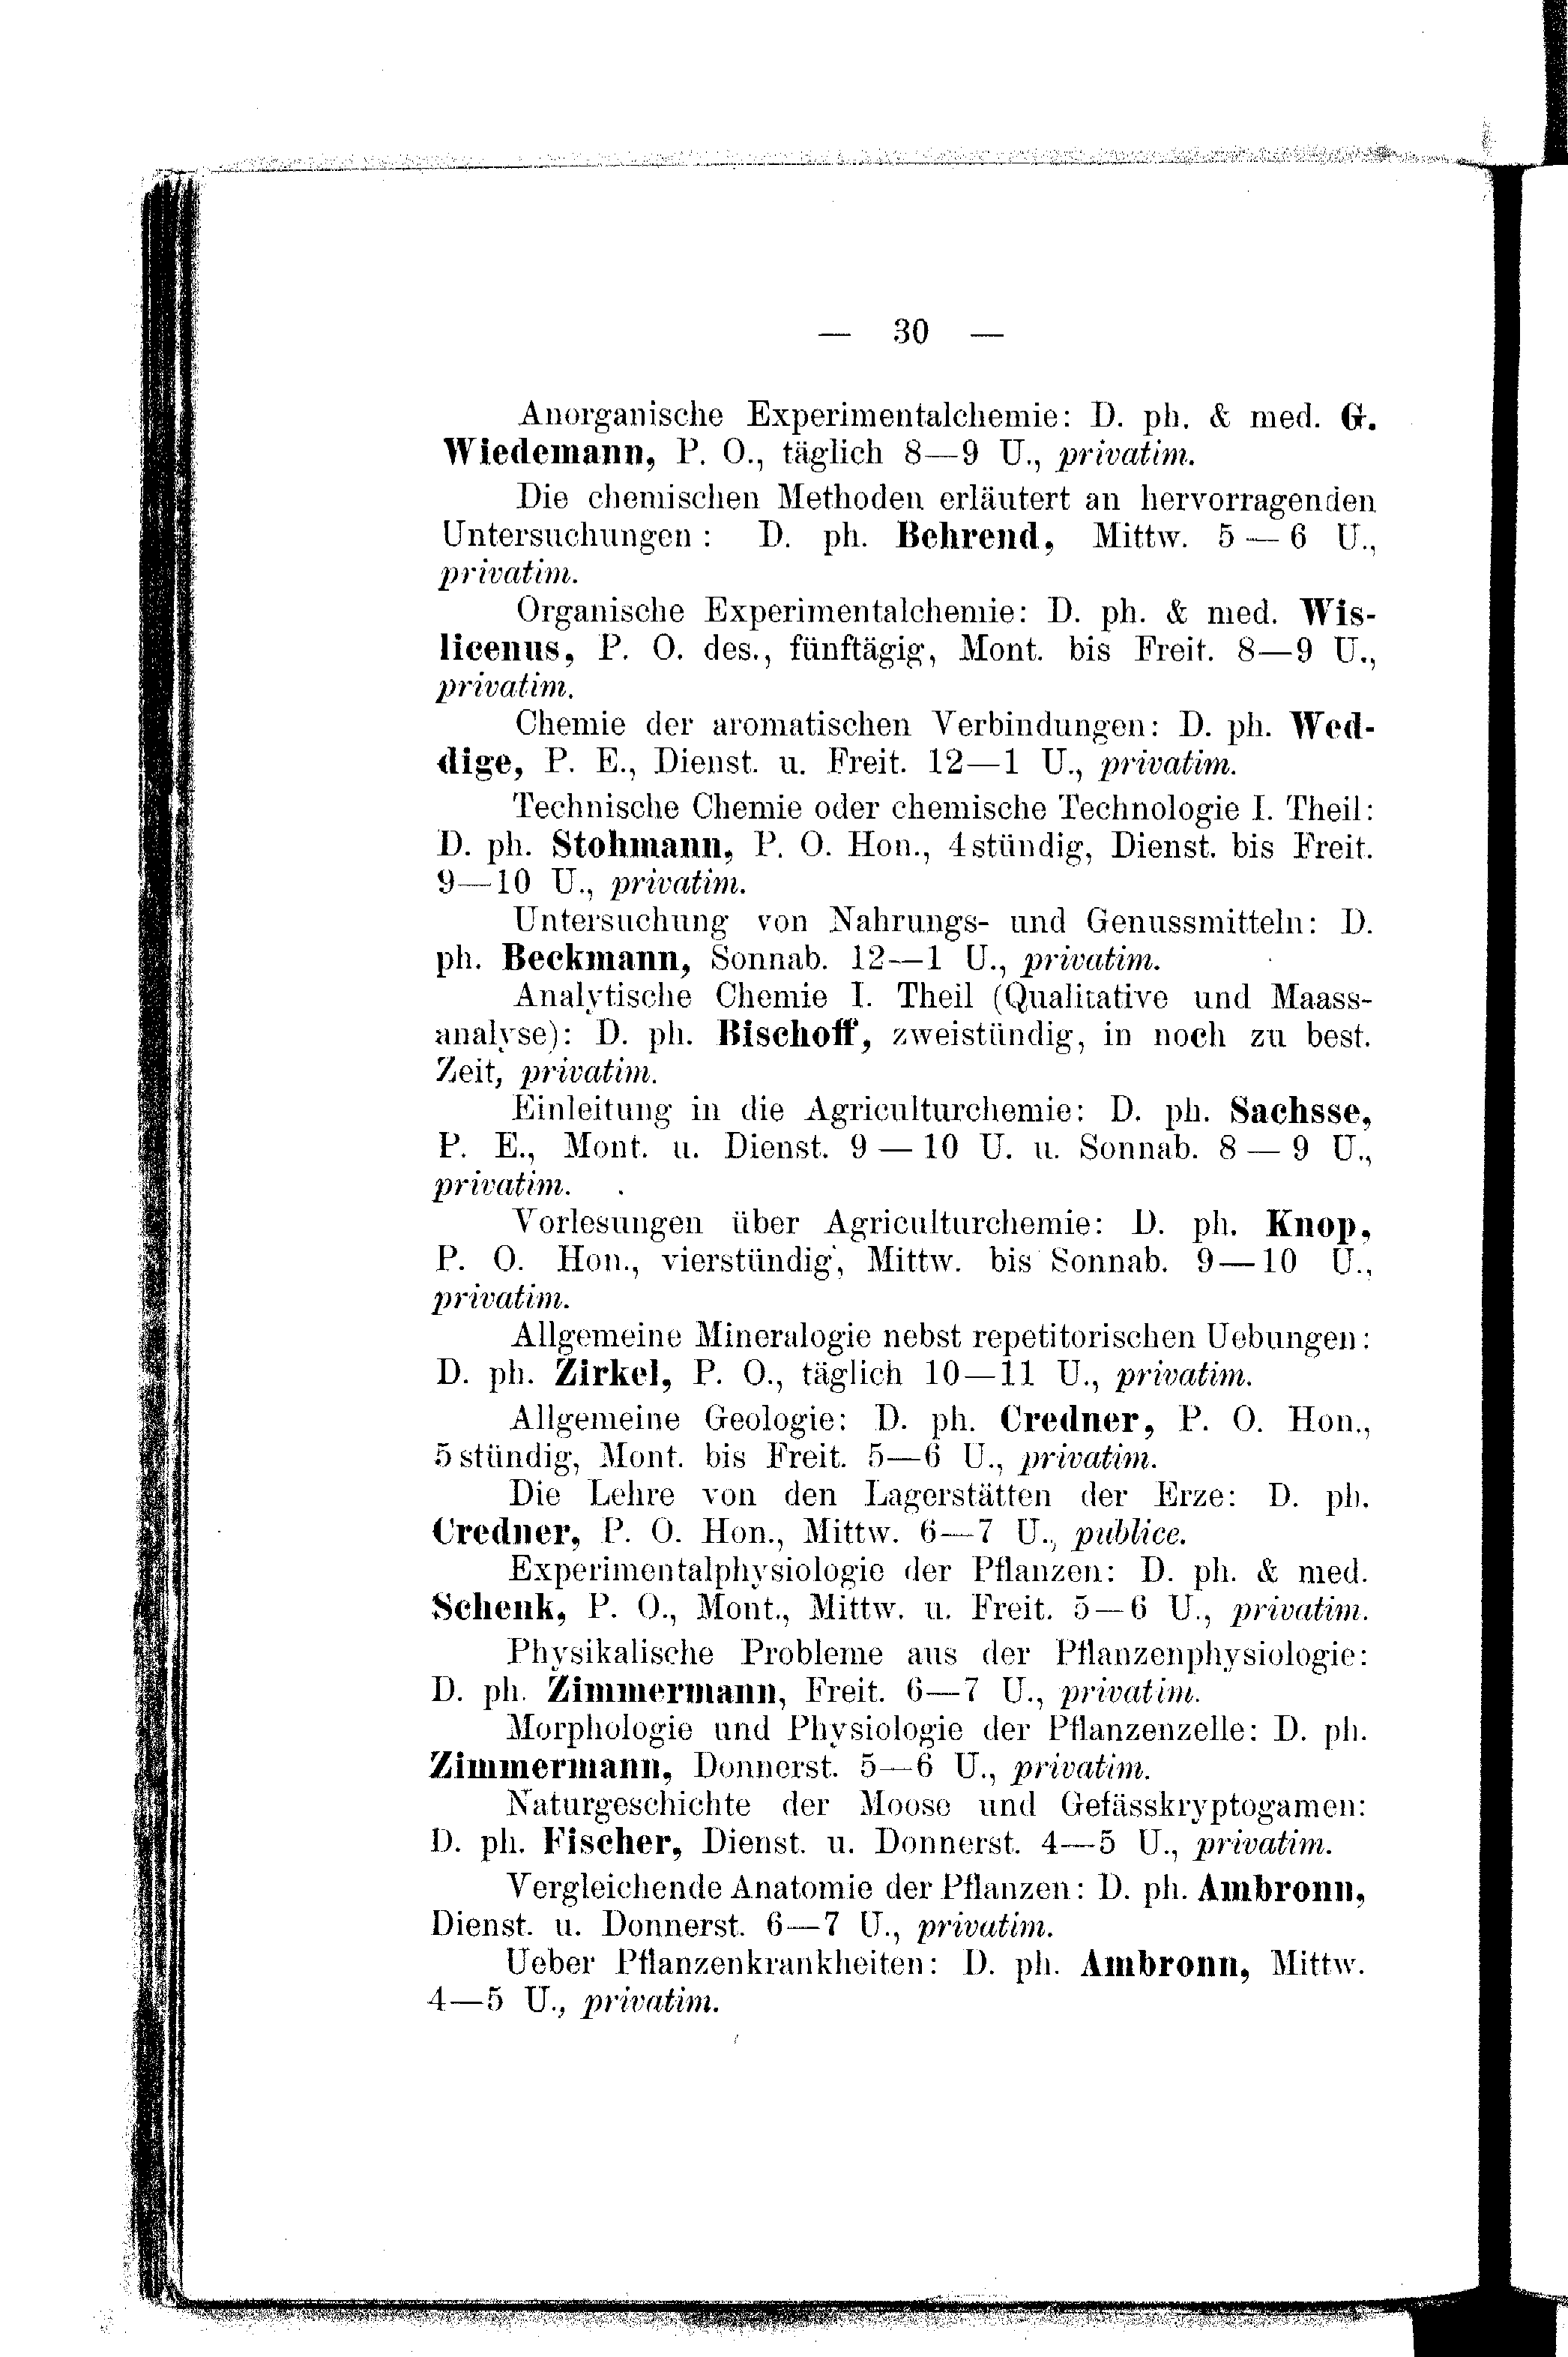 — 30 —
Anorganische Experimentalchemie: D. ph. & med. G.
Wiedemann, P. O., täglich 8—9 U., privatim.
Die chemischen Methoden erläutert an hervorragenden
Untersuchungen: D. ph. Behrend, Mittw. 5—6 U.,
privatim.
Organische Experimentalchemie: D. ph. & med. Wis-
licenus, P. O. des., fünftägig, Mont. bis Freit. 8—9 U.,
privatim.
Chemie der aromatischen Verbindungen: D. ph. Wed-
dige, P. E., Dienst. u. Freit. 12—1 U., privatim.
Technische Chemie oder chemische Technologie I. Theil:
D. ph. Stohmann, P. O. Hon., 4stündig, Dienst. bis Freit.
9—10 U., privatim.
Untersuchung von Nahrungs- und Genussmitteln: D.
ph. Beckmann, Sonnab. 12—1 U., privatim.
Analytische Chemie I. Theil (Qualitative und Maass-
analyse): D. ph. Bischoff, zweistündig, in noch zu best.
Zeit, privatim.
Einleitung in die Agriculturchemie: D. ph. Sachsse,
P. E., Mont. u. Dienst. 9—10 U. u. Sonnab. 8—9 U.,
privatim.
Vorlesungen über Agriculturchemie: D. ph. Knop,
P. O. Hon., vierstündig, Mittw. bis Sonnab. 9—10 U.,
privatim.
Allgemeine Mineralogie nebst repetitorischen Uebungen:
D. ph. Zirkel, P. O., täglich 10—11 U., privatim.
Allgemeine Geologie: D. ph. Credner, P. O. Hon.,
5stündig, Mont. bis Freit. 5—6 U., privatim.
Die Lehre von den Lagerstätten der Erze: D. ph.
Credner, P. O. Hon., Mittw. 6—7 U., publice.
Experimentalphysiologie der Pflanzen: D. ph. & med.
Schenk, P. O., Mont., Mittw. u. Freit. 5—6 U., privatim.
Physikalische Probleme aus der Pflanzenphysiologie:
D. ph. Zimmermann, Freit. 6—7 U., privatim.
Morphologie und Physiologie der Pflanzenzelle: D. ph.
Zimmermann, Donnerst. 5—6 U., privatim.
Naturgeschichte der Moose und Gefässkryptogamen:
D. ph. Fischer, Dienst. u. Donnerst. 4—5 U., privatim.
Vergleichende Anatomie der Pflanzen: D. ph. Ambronn,
Dienst. u. Donnerst. 6—7 U., privatim.
Ueber Pflanzenkrankheiten: D. ph. Ambronn, Mittw.
4—5 U., privatim.